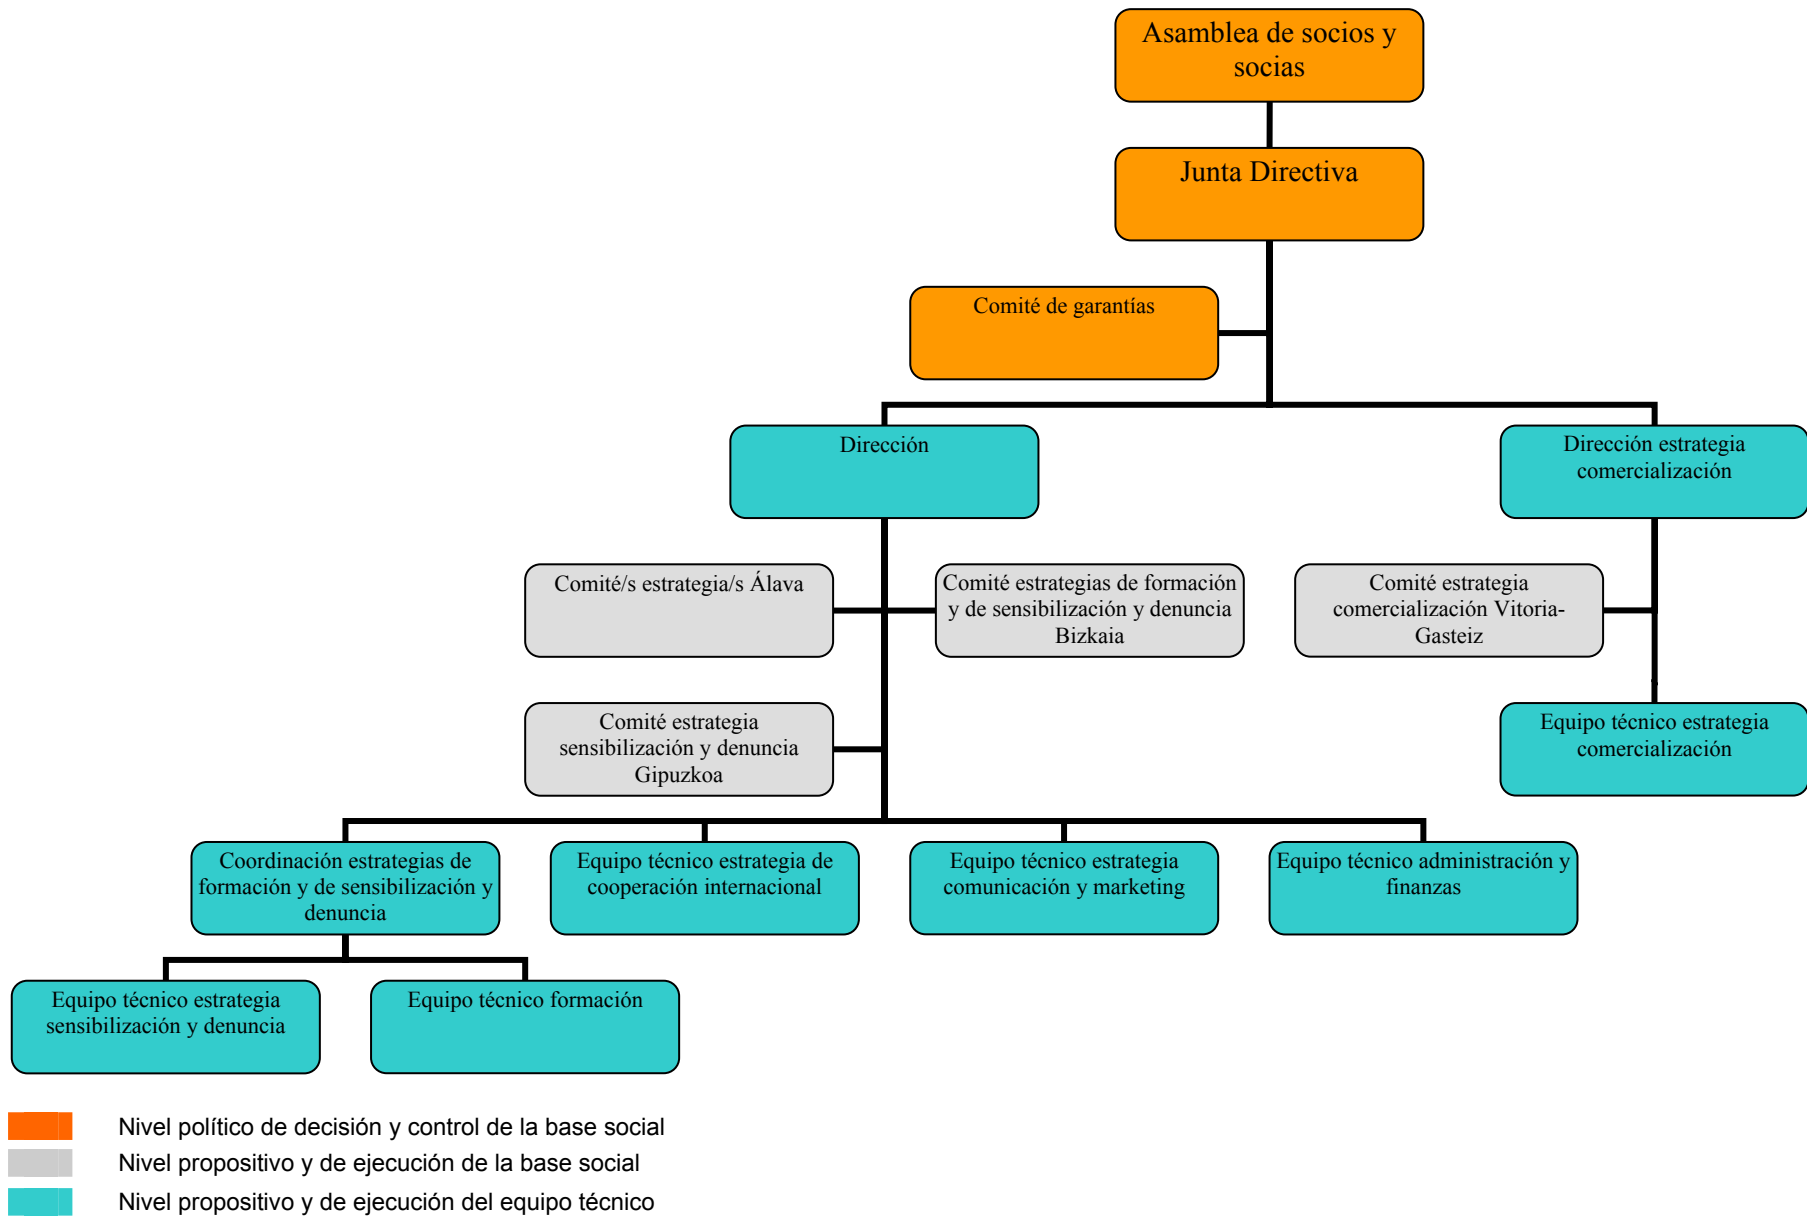 Asamblea de socios y
socias
Junta Directiva
Comité de garantías
Dirección
Dirección estrategia
comercialización
Comité/s estrategia/s Álava
Comité estrategias de formación
y de sensibilización y denuncia
Bizkaia
Comité estrategia
comercialización Vitoria-
Gasteiz
Comité estrategia
sensibilización y denuncia
Gipuzkoa
Equipo técnico estrategia
comercialización
Coordinación estrategias de
formación y de sensibilización y
denuncia
Equipo técnico estrategia de
cooperación internacional
Equipo técnico estrategia
comunicación y marketing
Equipo técnico administración y
finanzas
Equipo técnico estrategia
sensibilización y denuncia
Equipo técnico formación
Nivel político de decisión y control de la base social
Nivel propositivo y de ejecución de la base social
Nivel propositivo y de ejecución del equipo técnico